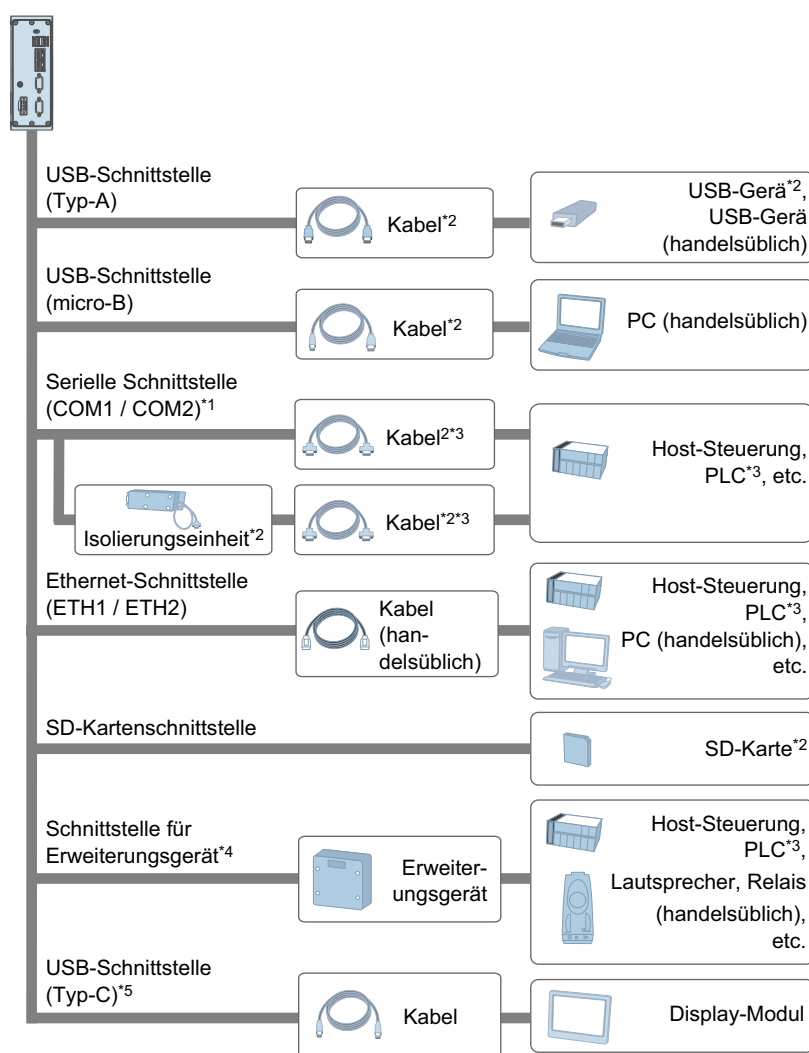 USB-Schnittstelle
(Typ-A)
Kabel*2
USB-Gerä*2,
USB-Gerä
(handelsüblich)
USB-Schnittstelle
(micro-B)
Kabel*2
PC (handelsüblich)
Serielle Schnittstelle
(COM1 / COM2)*1
Kabel2*3
Host-Steuerung,
PLC*3, etc.
Isolierungseinheit*2
Kabel*2*3
Ethernet-Schnittstelle
(ETH1 / ETH2)
Kabel
(han-
delsüblich)
Host-Steuerung,
PLC*3,
PC (handelsüblich),
etc.
SD-Kartenschnittstelle
SD-Karte*2
Schnittstelle für
Erweiterungsgerät*4
Erweiter-
ungsgerät
Host-Steuerung,
PLC*3,
Lautsprecher, Relais
(handelsüblich),
etc.
USB-Schnittstelle
(Typ-C)*5
Kabel
Display-Modul